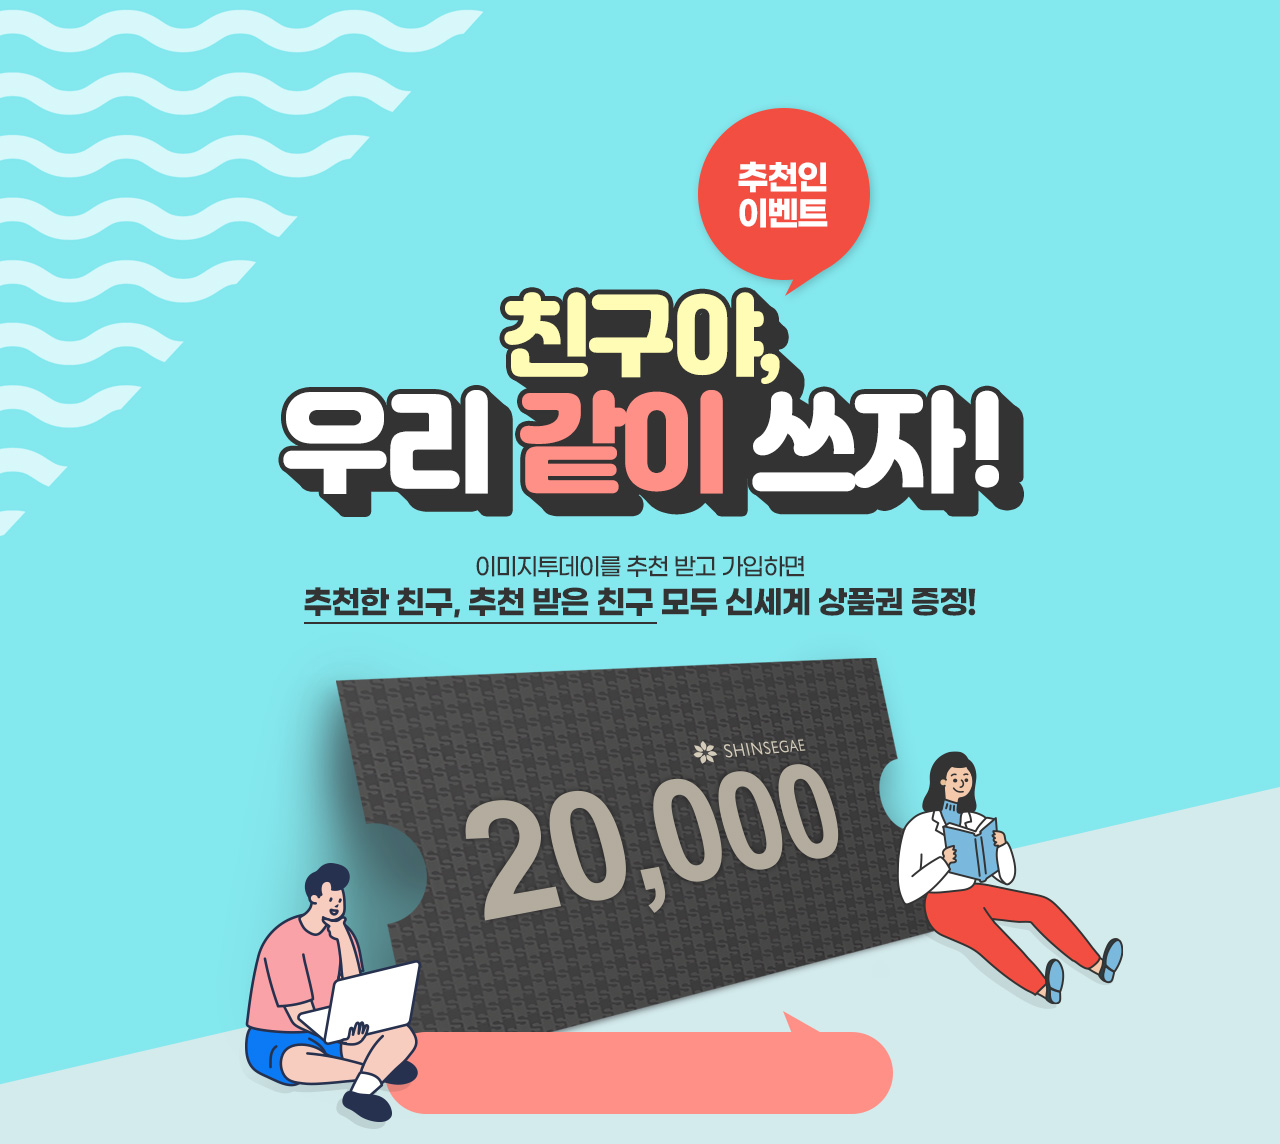 추천인
이벤트
친구야,
우리 같이 쓰자!
이미지투데이를 추천 받고 가입하면
추천한 친구, 추천 받은 친구 모두 신세계 상품권 증정!
SHINSEGAE
20,000